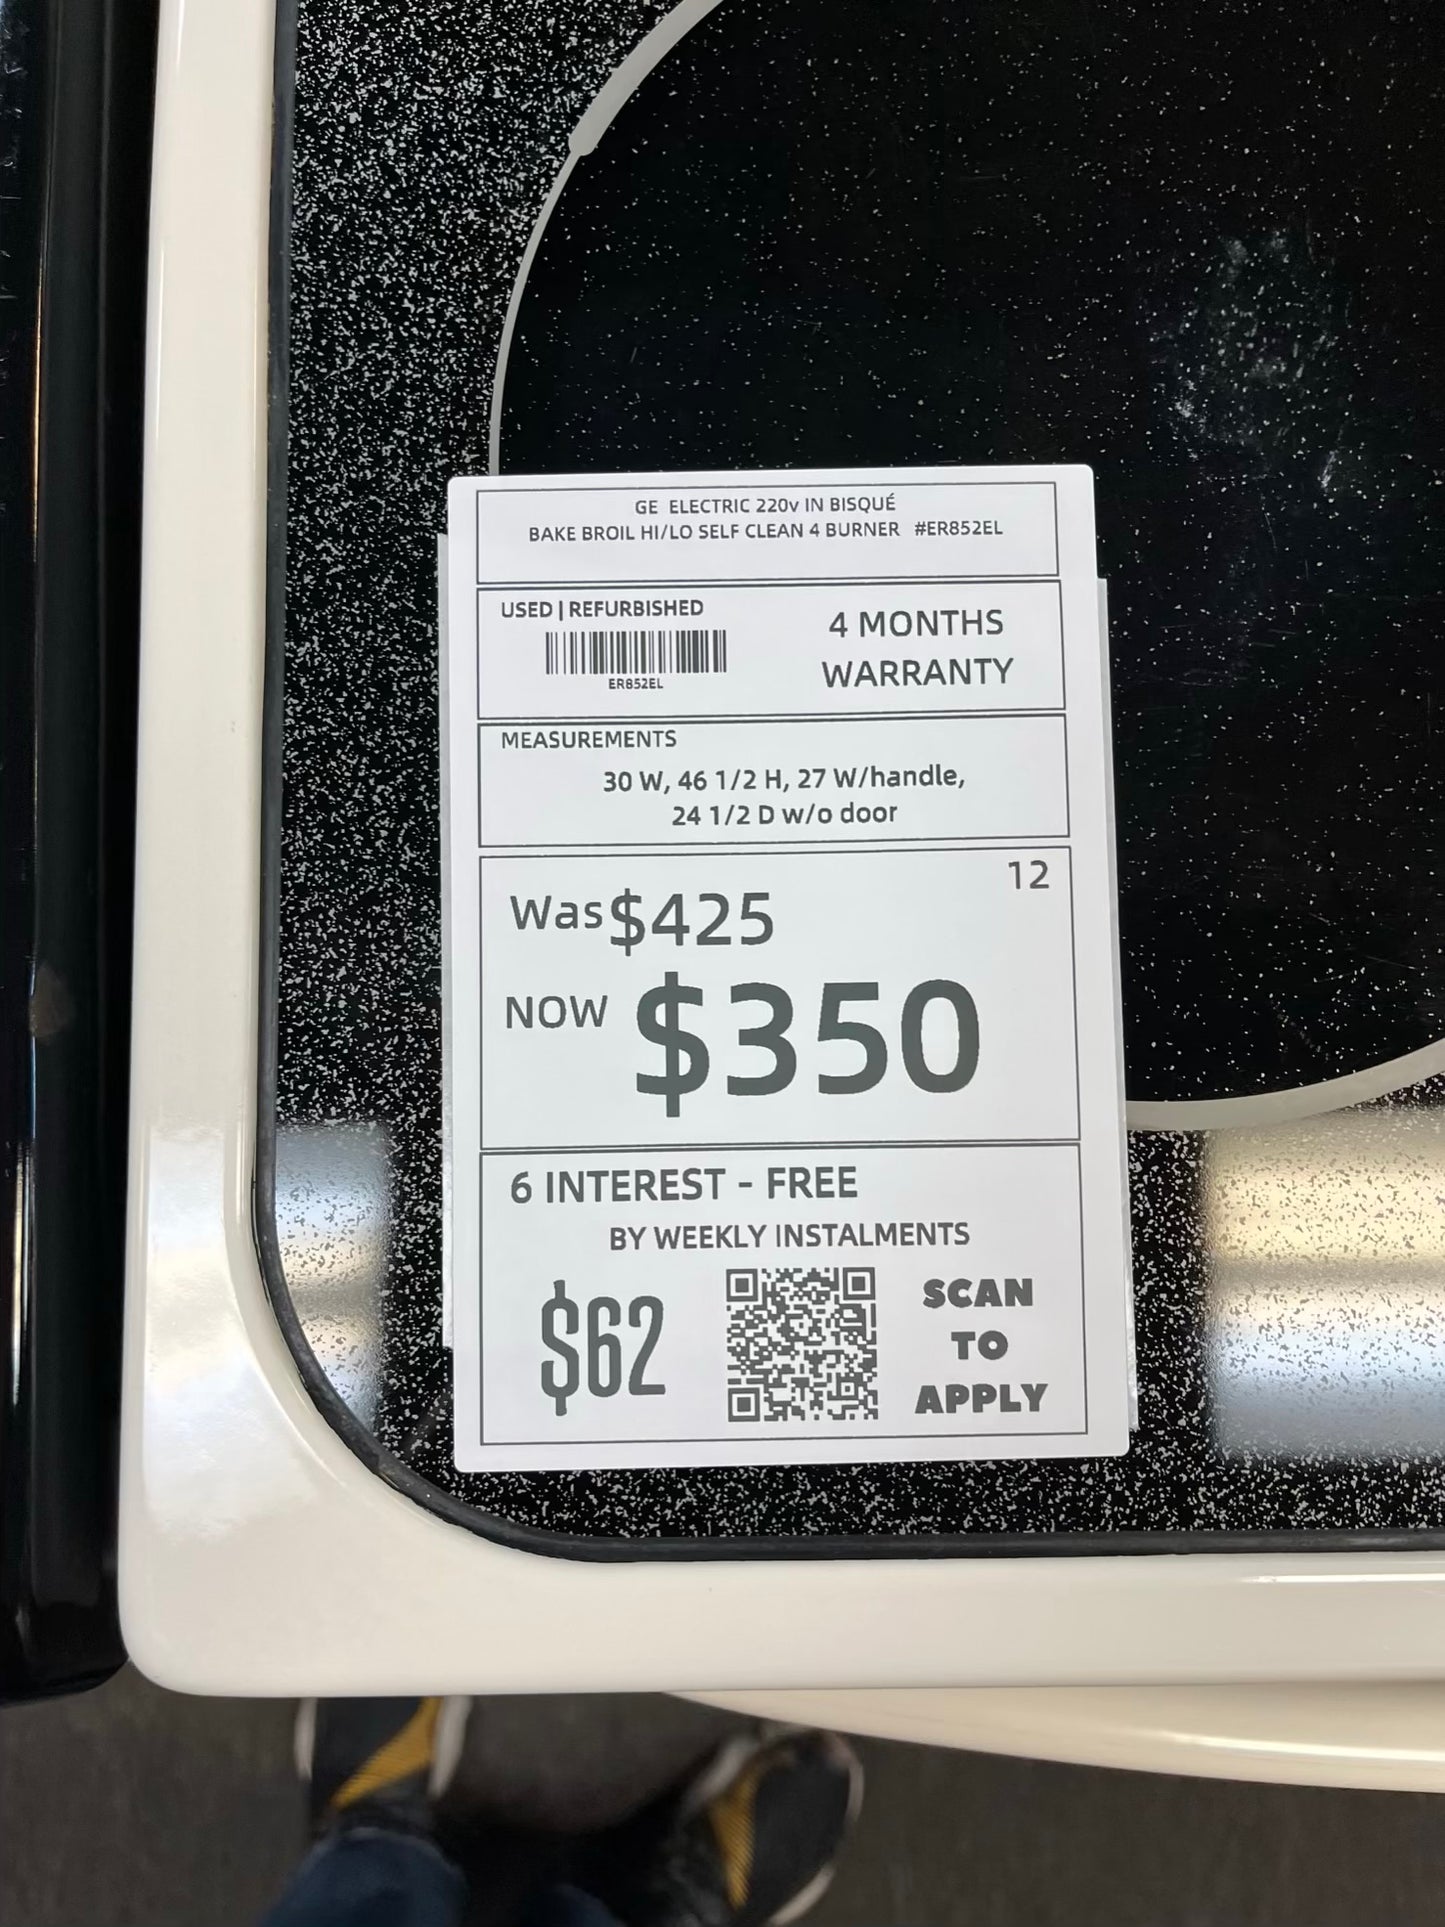 GE ELECTRIC 220v IN BISQUÉ
BAKE BROIL HI/LO SELF CLEAN 4 BURNER #ER852EL
USED | REFURBISHED
ER852EL
4 MONTHS
WARRANTY
MEASUREMENTS
30 W, 46 1/2 H, 27 W/handle,
24 1/2 D w/o door
12
Was $425
NOW $350
6 INTEREST - FREE
BY WEEKLY INSTALMENTS
$62
SCAN
TO
APPLY